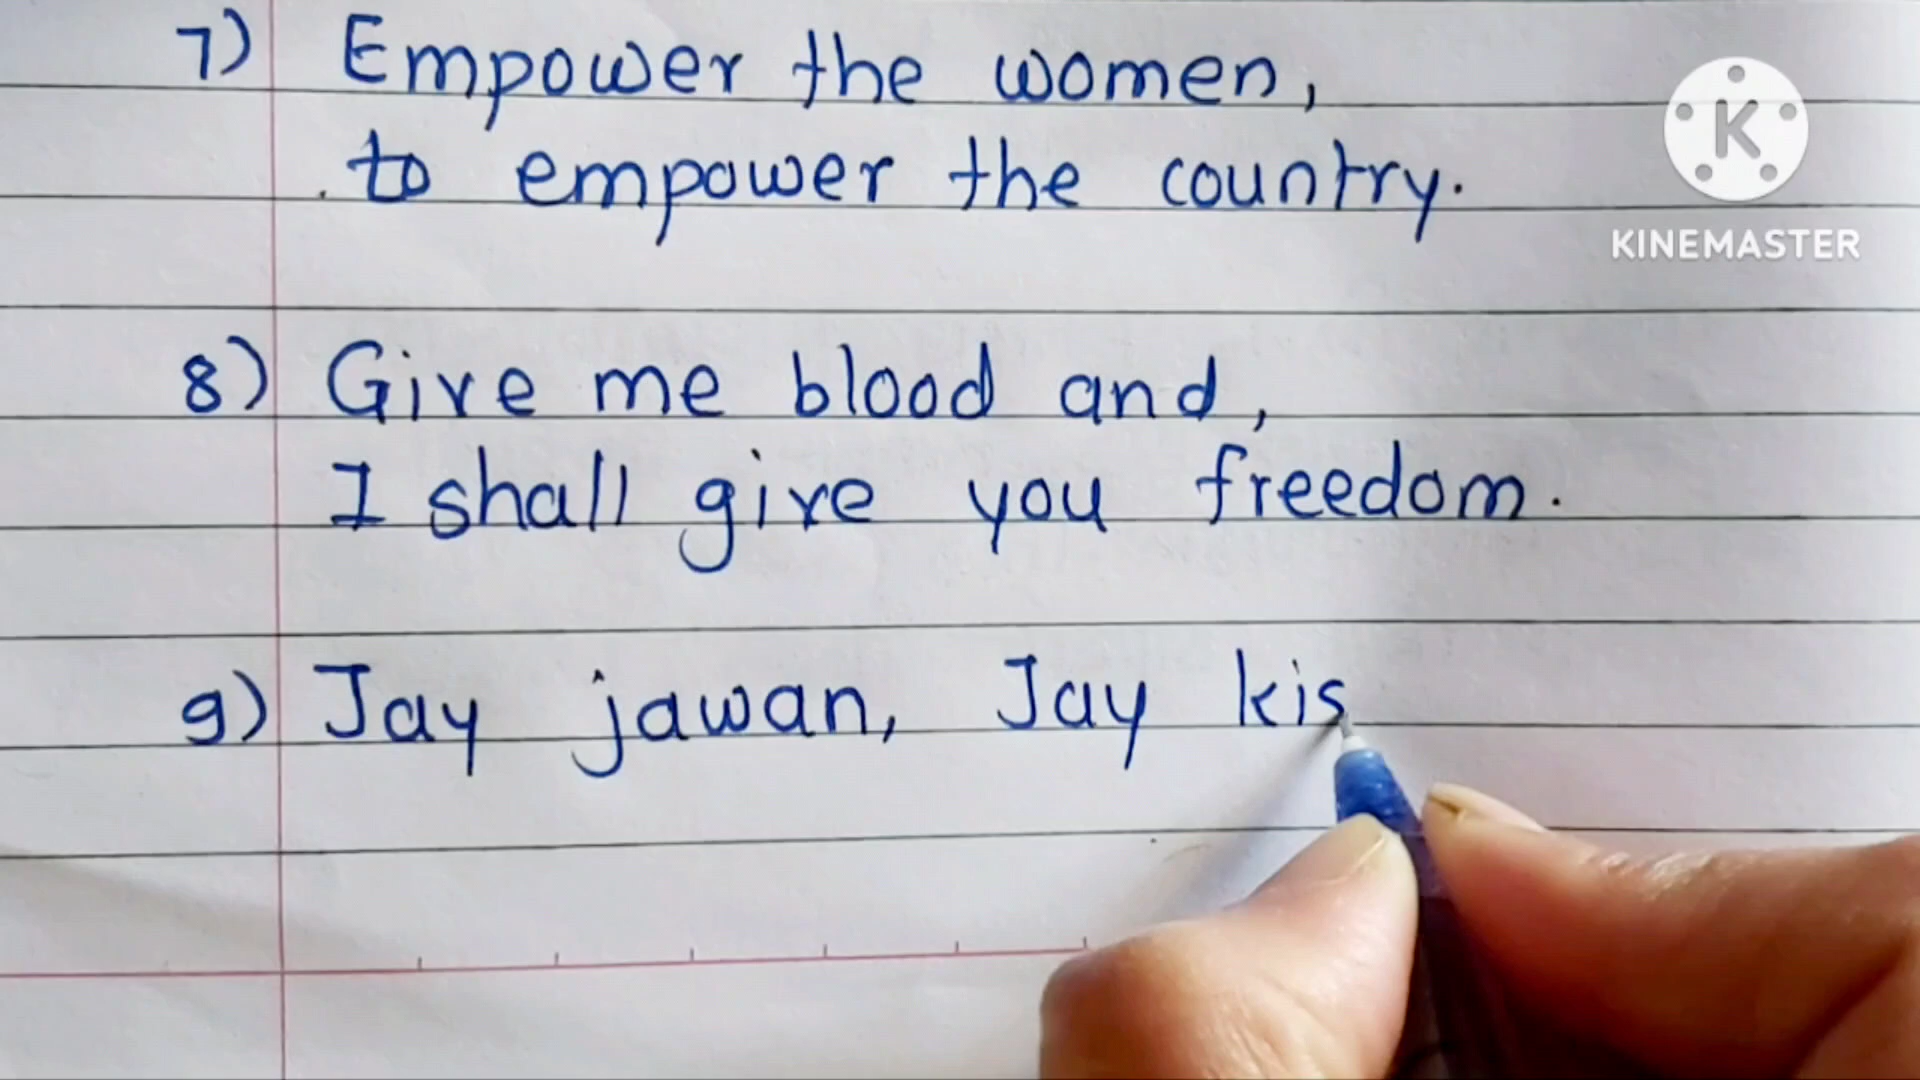 7) Empower the women,
to empower the country.
8) Give me blood and,
I shall give you freedom.
9) Jay jawan, Jay kis
K
KINEMASTER